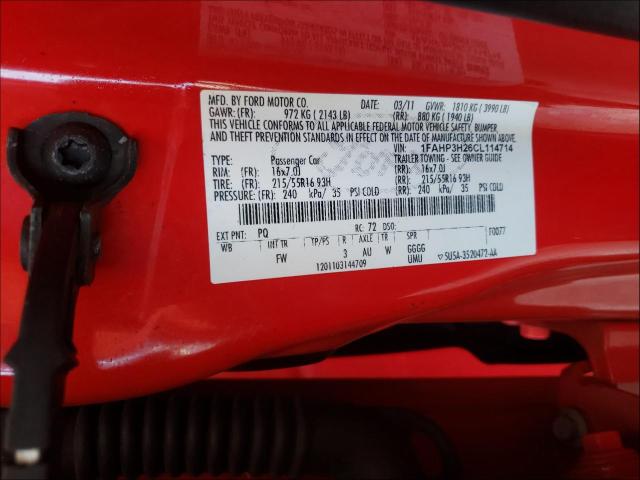 MFD. BY FORD MOTOR CO.
03/11 GVWR: 1810 KG ( 3990 LB)
GAWR:(FR): 972 KG ( 2143 LB) (RR): 880 KG ( 1940 LB)
THIS VEHICLE CONFORMS TO ALL APPLICABLE FEDERAL MOTOR VEHICLE SAFETY, BUMPER,
AND THEFT PREVENTION STANDARDS IN EFFECT ON THE DATE OF MANUFACTURE SHOWN ABOVE.
VIN: 1FAHP3H26CL114714
TYPE: Passenger Car TRAILER TOWING - SEE OWNER GUIDE
RIM: (FR): 16x7.0J (RR): 16x7.0J
TIRE: (FR): 215/55R16 93H (RR): 215/55R16 93H
PRESSURE:(FR): 240 kPa/ 35 PSI COLD (RR): 240 kPa/ 35 PSI COLD
EXT PNT: PQ RC: 72 DSO: F0077
WB INT TR TP/PS R AXLE TR SPR
FW 3 AU W GGGG
UMU
1201103144709 5U5A-3520472-AA